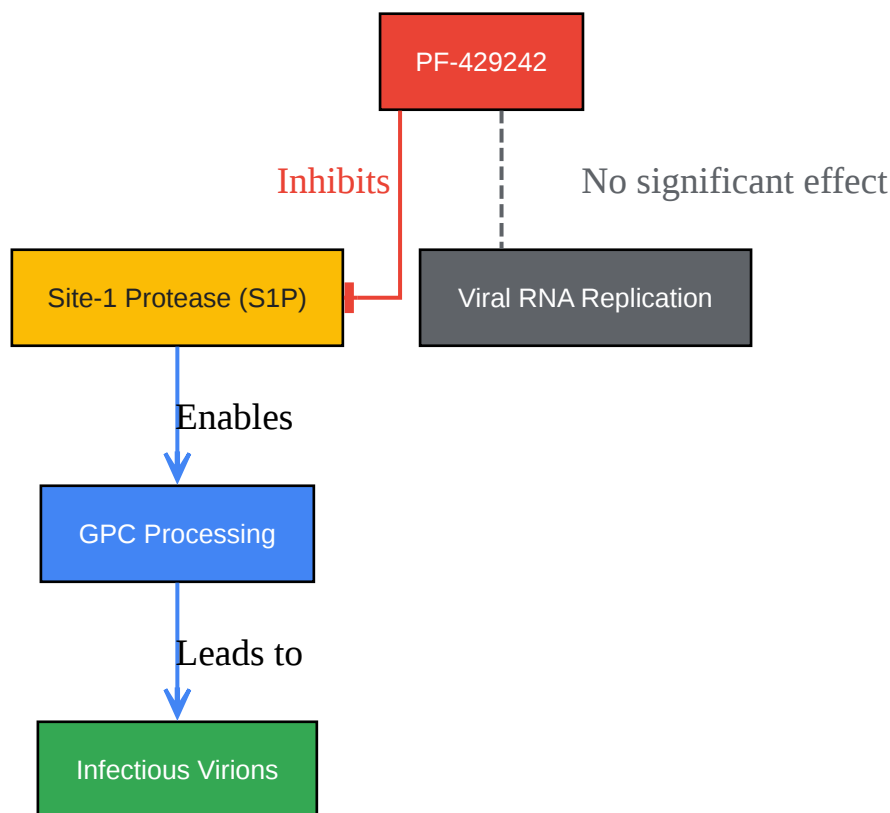 PF-429242
Inhibits
No significant effect
Site-1 Protease (S1P)
Viral RNA Replication
Enables
GPC Processing
Leads to
Infectious Virions